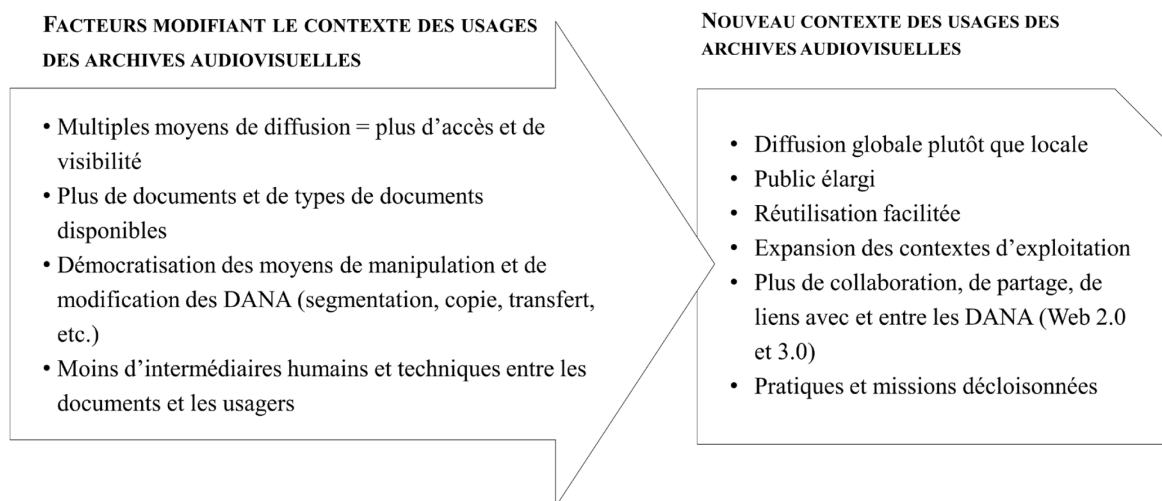 FACTEURS MODIFIANT LE CONTEXTE DES USAGES
DES ARCHIVES AUDIOVISUELLES
• Multiples moyens de diffusion = plus d’accès et de
visibilité
• Plus de documents et de types de documents
disponibles
• Démocratisation des moyens de manipulation et de
modification des DANA (segmentation, copie, transfert,
etc.)
• Moins d’intermédiaires humains et techniques entre les
documents et les usagers
NOUVEAU CONTEXTE DES USAGES DES
ARCHIVES AUDIOVISUELLES
• Diffusion globale plutôt que locale
• Public élargi
• Réutilisation facilitée
• Expansion des contextes d’exploitation
• Plus de collaboration, de partage, de
liens avec et entre les DANA (Web 2.0
et 3.0)
• Pratiques et missions décloisonnées